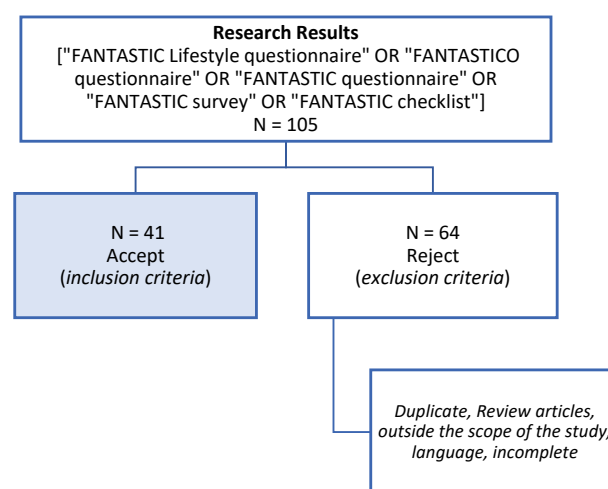 Research Results
["FANTASTIC Lifestyle questionnaire" OR "FANTASTICO
questionnaire" OR "FANTASTIC questionnaire" OR
"FANTASTIC survey" OR "FANTASTIC checklist"]
N = 105
N = 41
Accept
(inclusion criteria)
N = 64
Reject
(exclusion criteria)
Duplicate, Review articles,
outside the scope of the study,
language, incomplete